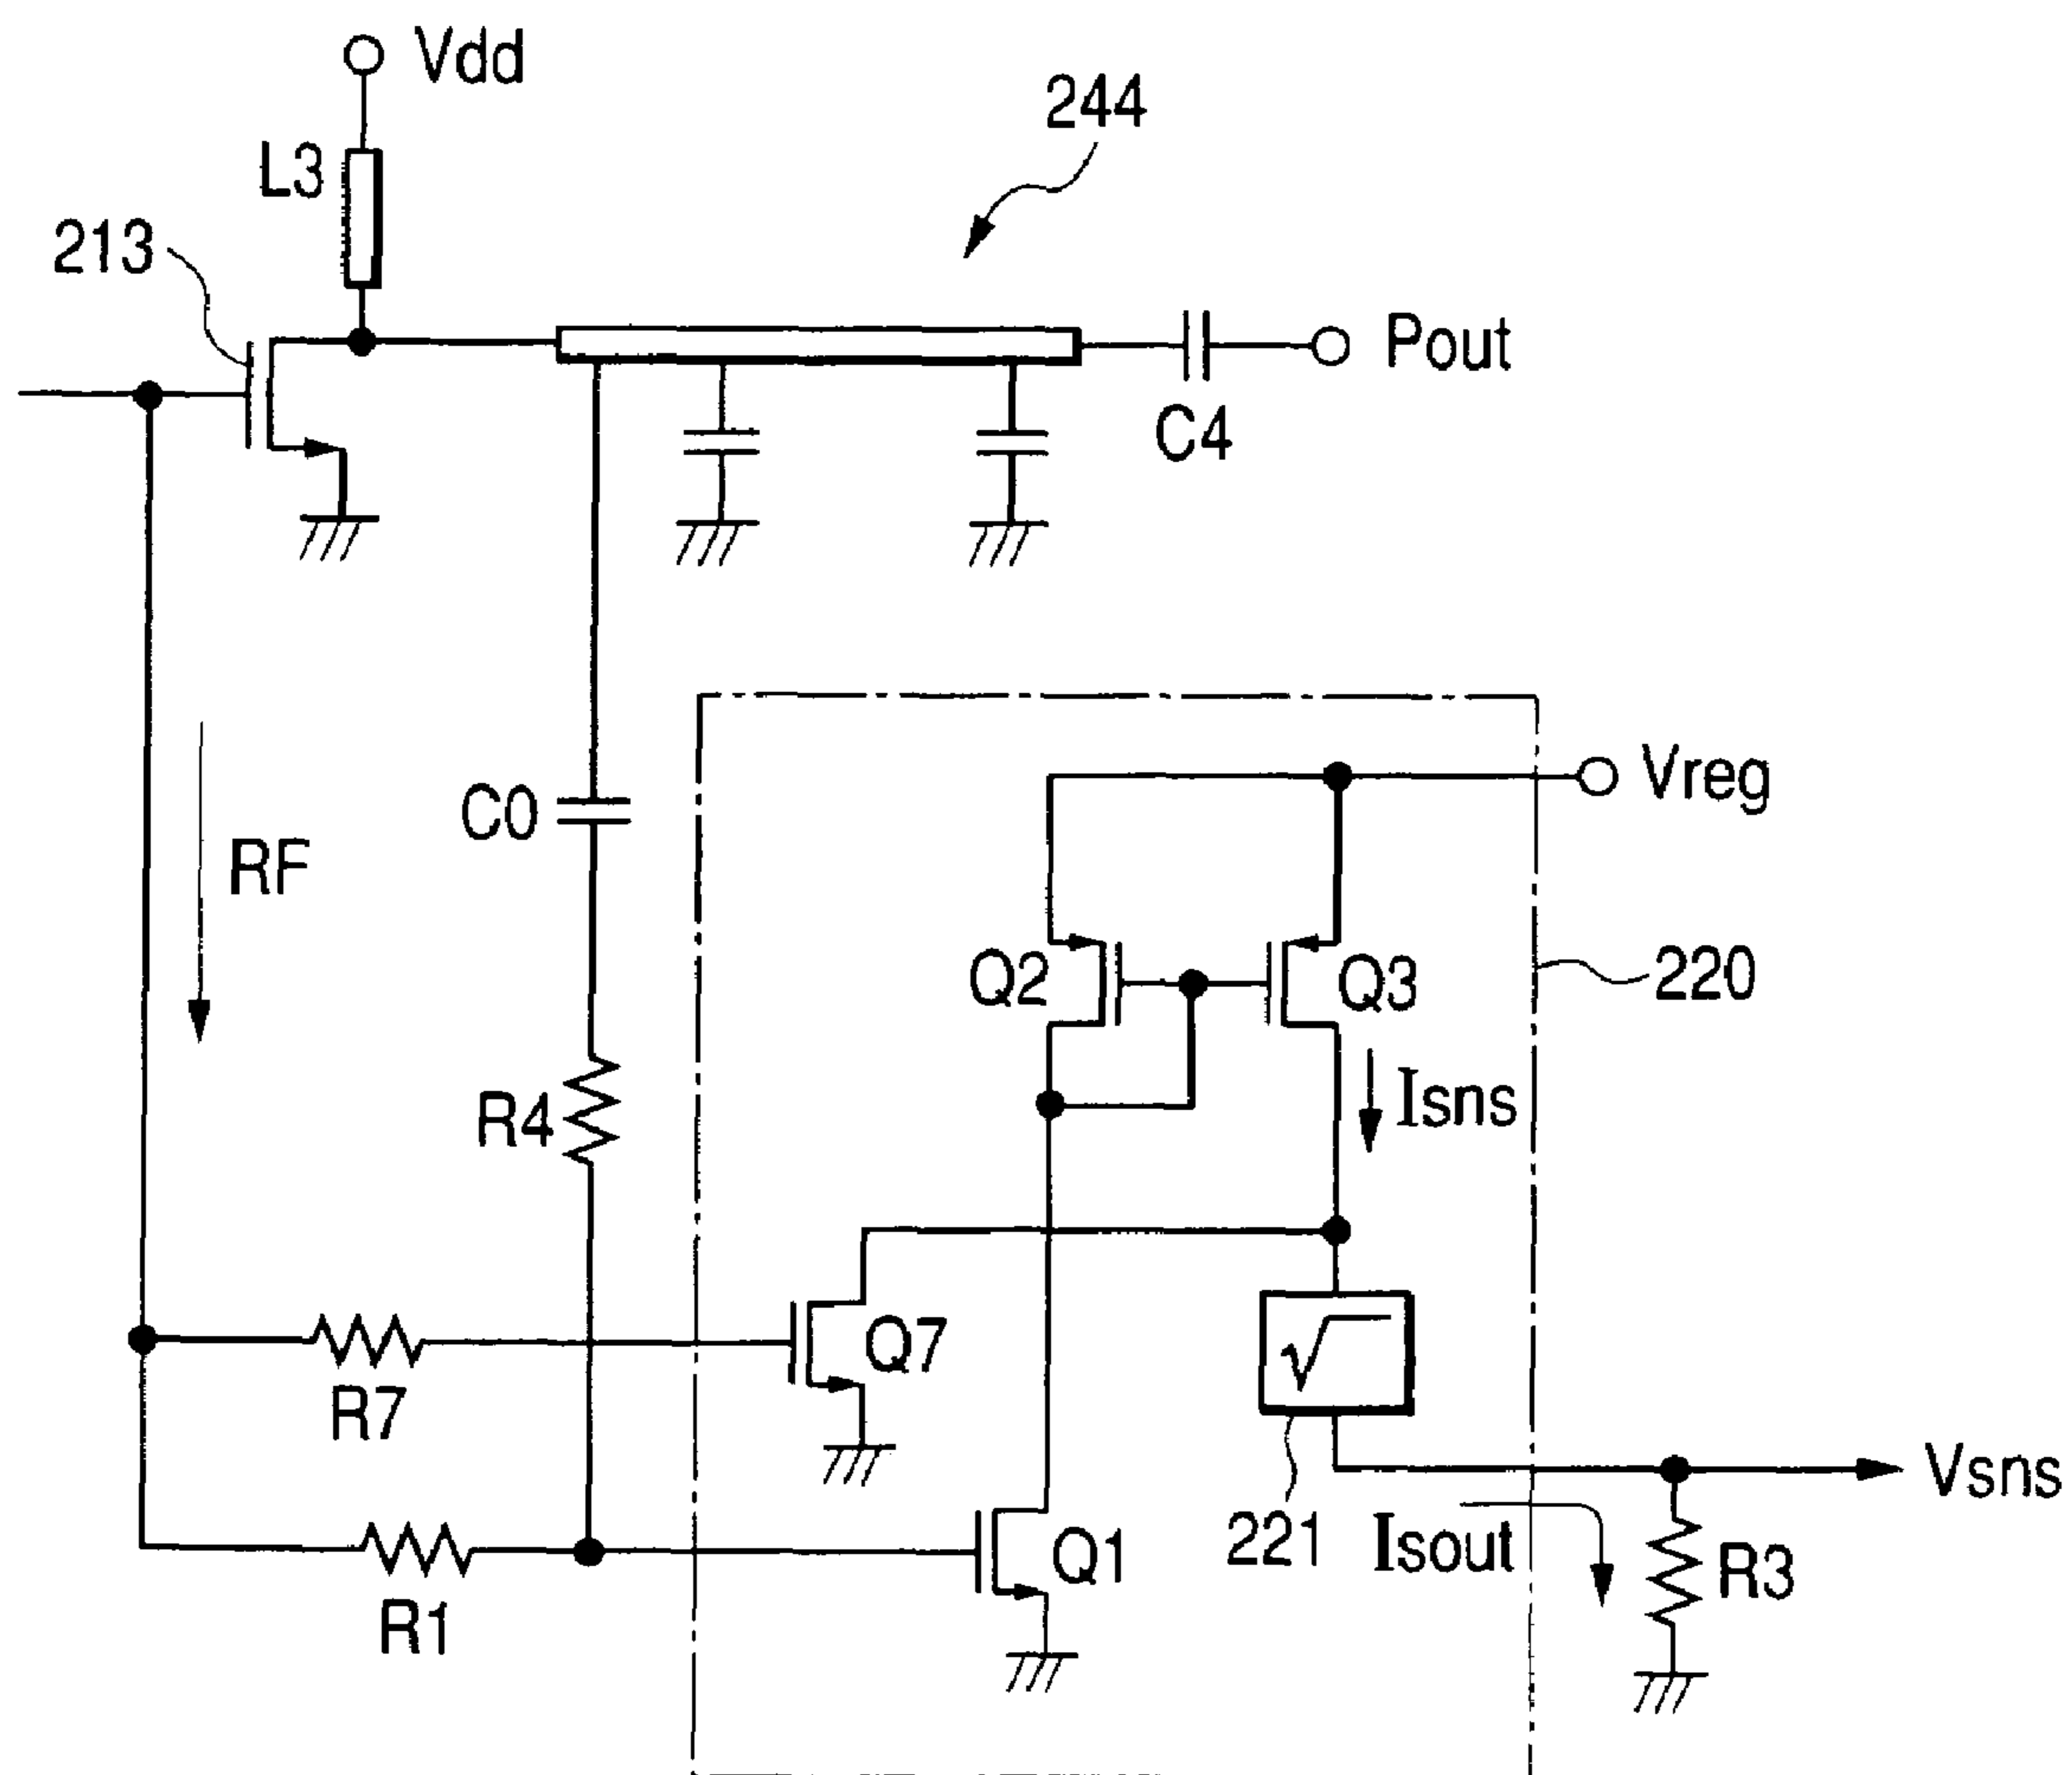 Vdd
244
L3
213
Pout
C4
Vreg
C0
RF
Q2
Q3
220
R4
Isns
Q7
R7
Vsns
221
Isout
Q1
R3
R1